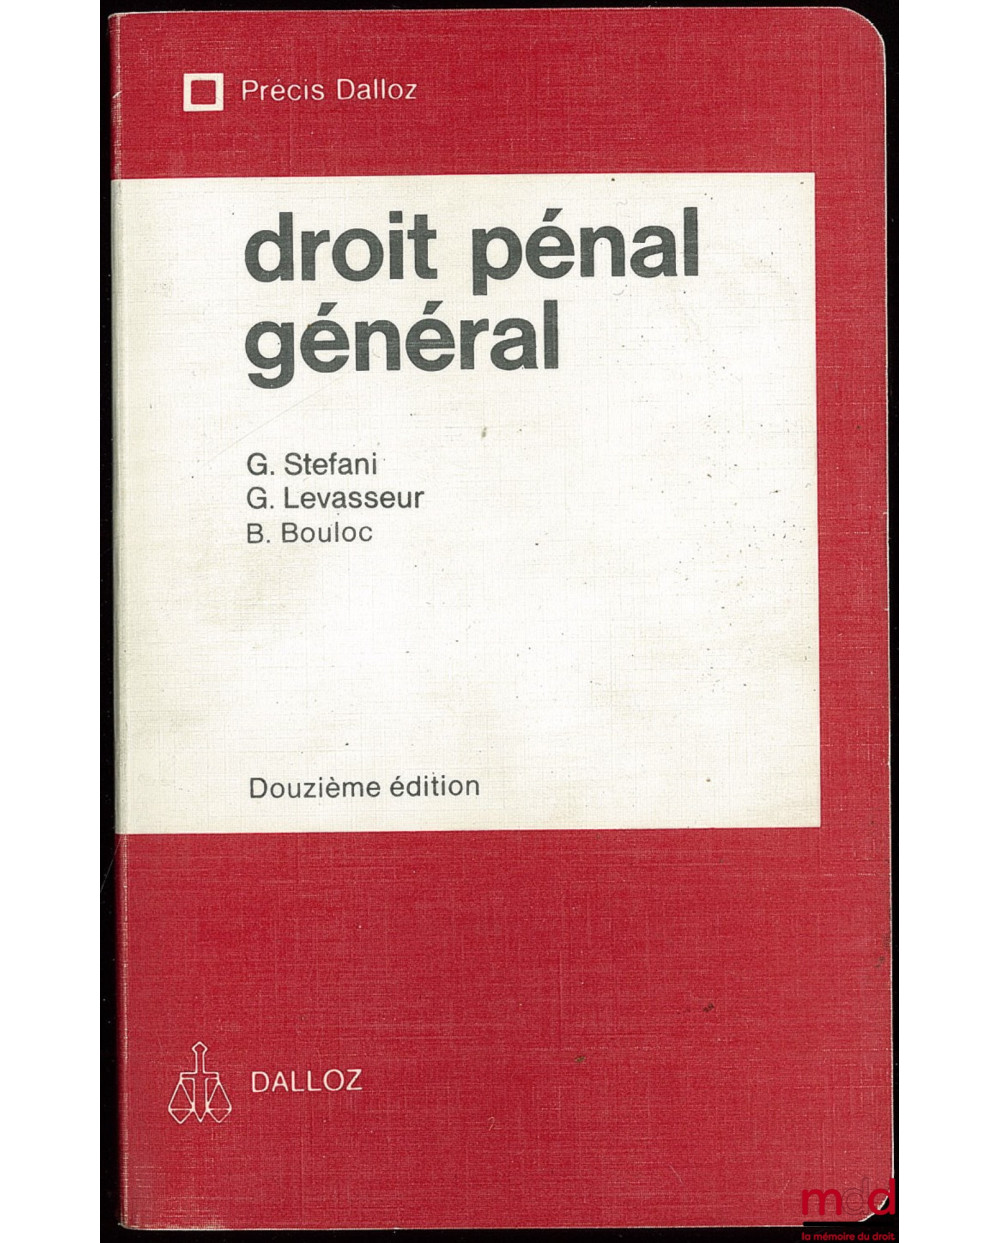 Précis Dalloz
droit pénal
général
G. Stefani
G. Levasseur
B. Bouloc
Douzième édition
DALLOZ
mdd
la mémoire du droit